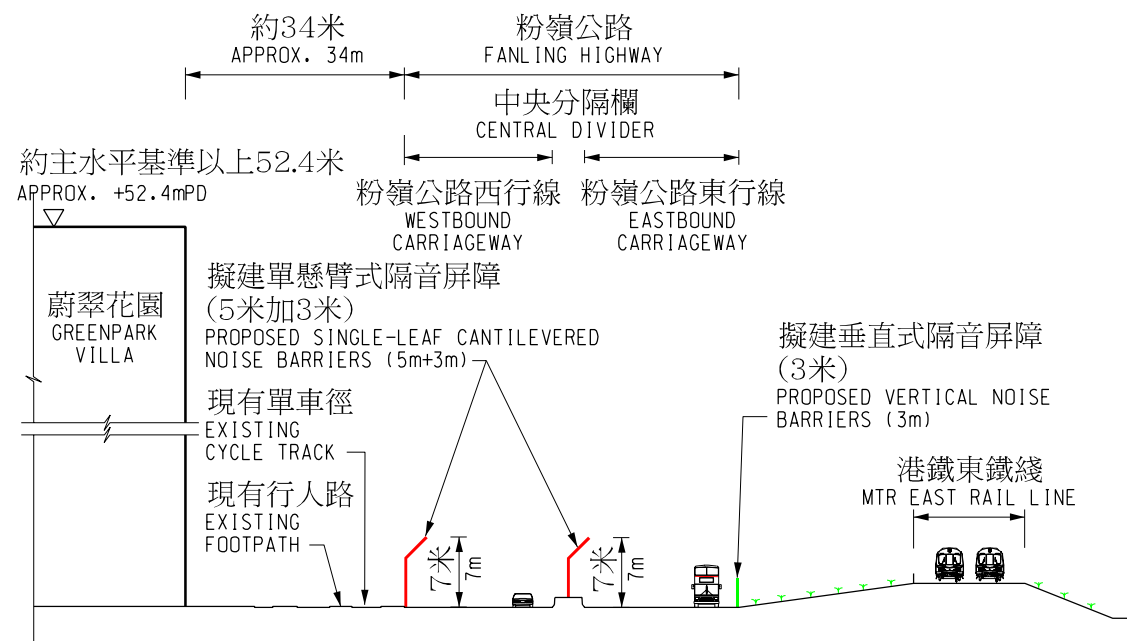 約34米
APPROX. 34m
粉嶺公路
FANLING HIGHWAY
中央分隔欄
CENTRAL DIVIDER
約主水平基準以上52.4米
APPROX. +52.4mPD
粉嶺公路西行線
WESTBOUND
CARRIAGEWAY
粉嶺公路東行線
EASTBOUND
CARRIAGEWAY
蔚翠花園
GREENPARK
VILLA
擬建單懸臂式隔音屏障
(5米加3米)
PROPOSED SINGLE-LEAF CANTILEVERED
NOISE BARRIERS (5m+3m)
擬建垂直式隔音屏障
(3米)
PROPOSED VERTICAL NOISE
BARRIERS (3m)
現有單車徑
EXISTING
CYCLE TRACK
現有行人路
EXISTING
FOOTPATH
港鐵東鐵綫
MTR EAST RAIL LINE
7米
7m
7米
7m